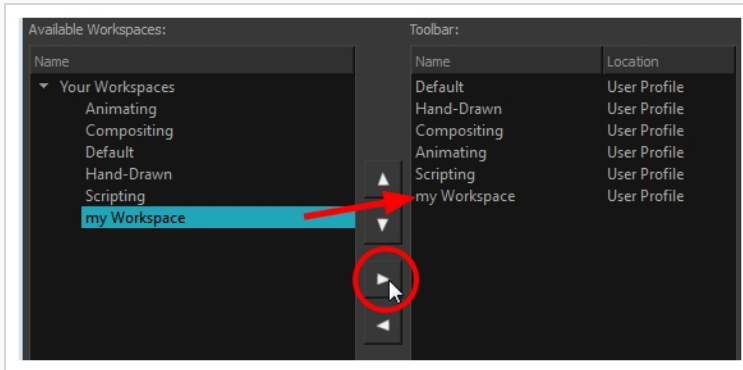 Available Workspaces:
Name
Your Workspaces
Animating
Compositing
Default
Hand-Drawn
Scripting
my Workspace
Toolbar:
Name Location
Default User Profile
Hand-Drawn User Profile
Compositing User Profile
Animating User Profile
Scripting User Profile
my Workspace User Profile